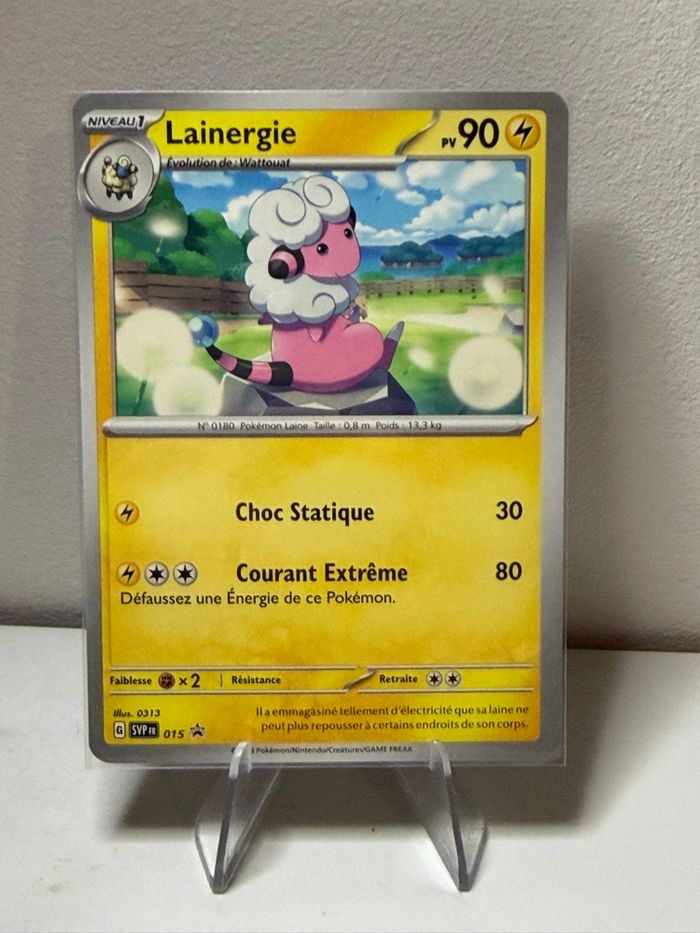 NIVEAU 1
Lainergie
PV 90
Évolution de : Wattouat
N° 0180 Pokémon Laine Taille : 0,8 m Poids : 13,3 kg
Choc Statique 30
Courant Extrême 80
Défaussez une Énergie de ce Pokémon.
Faiblesse ×2 Résistance Retraite
Illus. 0313
Il a emmagasiné tellement d'électricité que sa laine ne
peut plus repousser à certains endroits de son corps.
G SVP FR 015
Pokémon/Nintendo/Creatures/GAME FREAK